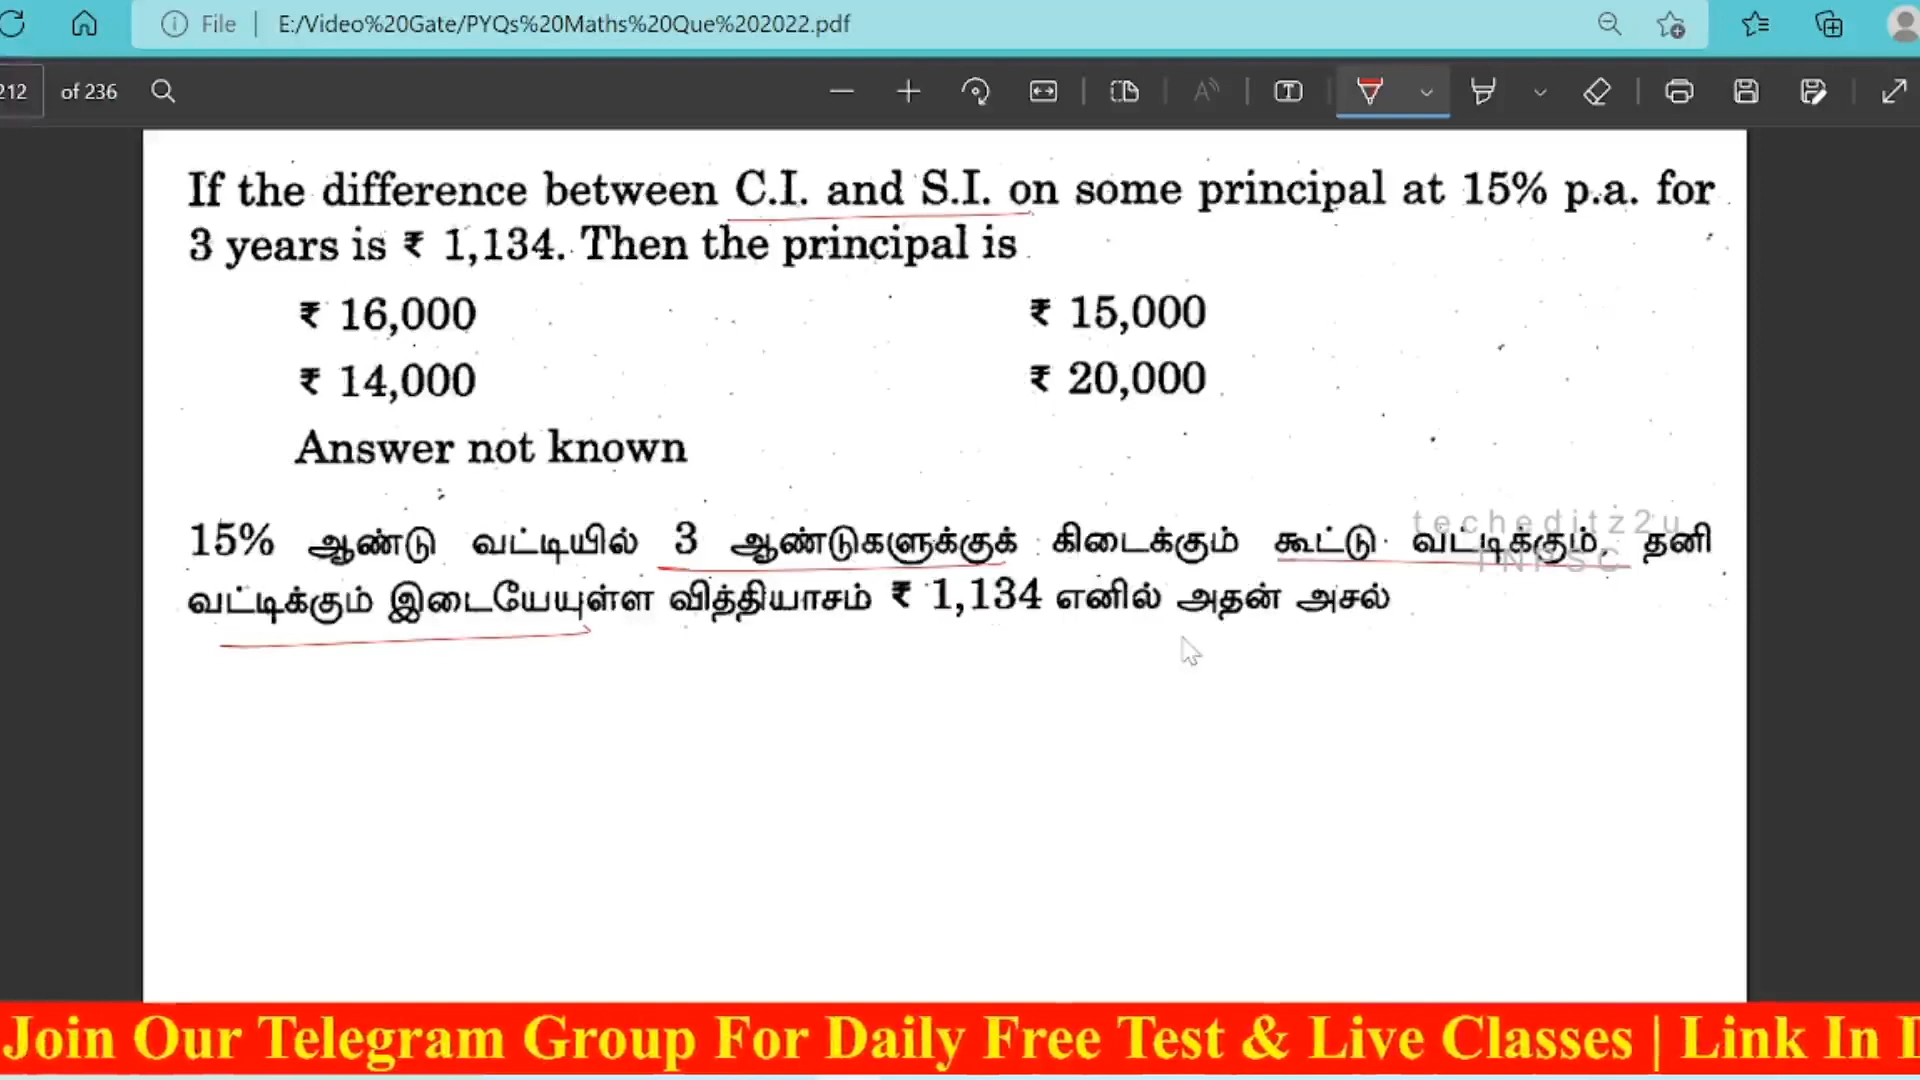 File | E:/Video%20Gate/PYQs%20Maths%20Que%202022.pdf
212 of 236
If the difference between C.I. and S.I. on some principal at 15% p.a. for
3 years is ₹ 1,134. Then the principal is
₹ 16,000 ₹ 15,000
₹ 14,000 ₹ 20,000
Answer not known
techeditz2u
TNPSC
15% ஆண்டு வட்டியில் 3 ஆண்டுகளுக்குக் கிடைக்கும் கூட்டு வட்டிக்கும், தனி
வட்டிக்கும் இடையேயுள்ள வித்தியாசம் ₹ 1,134 எனில் அதன் அசல்
Join Our Telegram Group For Daily Free Test & Live Classes | Link In